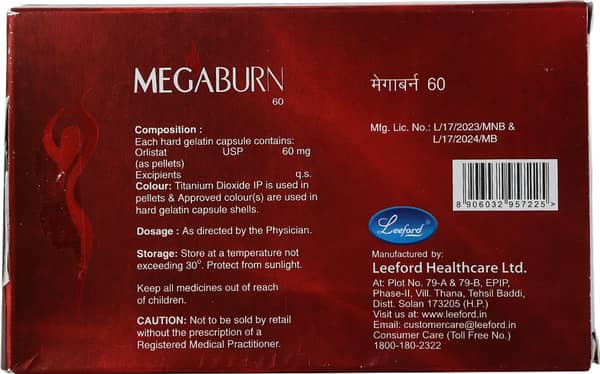 MEGABURN
60
Composition :
Each hard gelatin capsule contains:
Orlistat USP 60 mg
(as pellets)
Excipients q.s.
Colour: Titanium Dioxide IP is used in
pellets & Approved colour(s) are used in
hard gelatin capsule shells.
Dosage : As directed by the Physician.
Storage: Store at a temperature not
exceeding 30°. Protect from sunlight.
Keep all medicines out of reach
of children.
CAUTION: Not to be sold by retail
without the prescription of a
Registered Medical Practitioner.
मेगाबर्न 60
Mfg. Lic. No.: L/17/2023/MNB &
L/17/2024/MB
8 906032 957225 >
Leeford
Manufactured by:
Leeford Healthcare Ltd.
At: Plot No. 79-A & 79-B, EPIP,
Phase-II, Vill. Thana, Tehsil Baddi,
Distt. Solan 173205 (H.P.)
Visit us at: www.leeford.in
Email: customercare@leeford.in
Consumer Care (Toll Free No.)
1800-180-2322